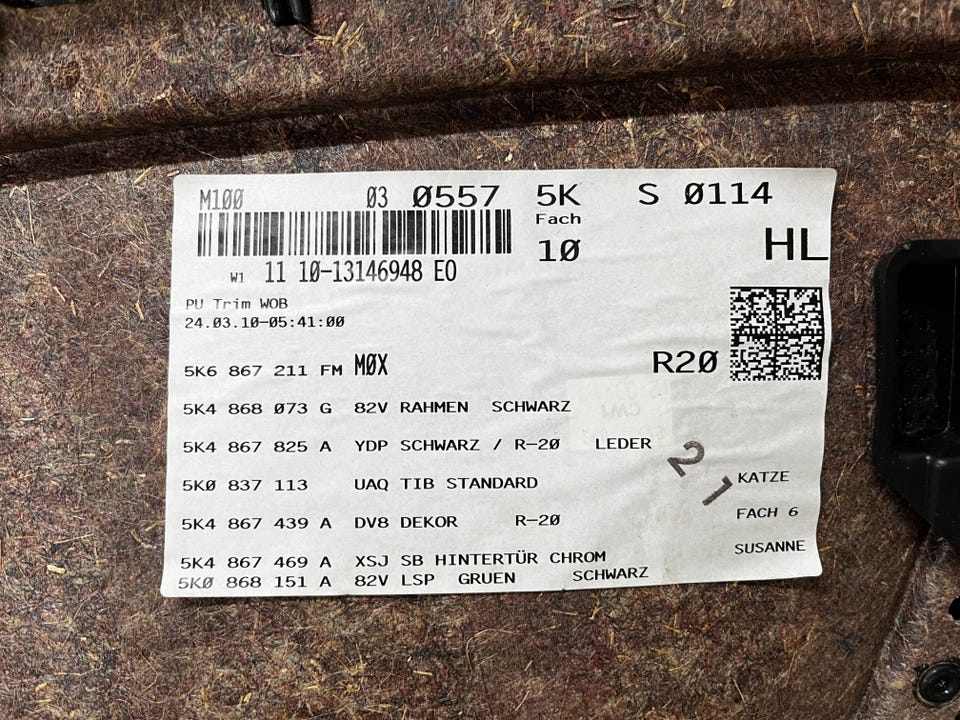 M100 03 0557 5K S 0114
Fach
10 HL
W1 11 10-13146948 EO
PU Trim WOB
24.03.10-05:41:00
5K6 867 211 FM MØX R20
5K4 868 073 G 82V RAHMEN SCHWARZ
5K4 867 825 A YDP SCHWARZ / R-20 LEDER
21
5K0 837 113 UAQ TIB STANDARD KATZE
5K4 867 439 A DV8 DEKOR R-20 FACH 6
5K4 867 469 A XSJ SB HINTERTÜR CHROM SUSANNE
5K0 868 151 A 82V LSP GRUEN SCHWARZ